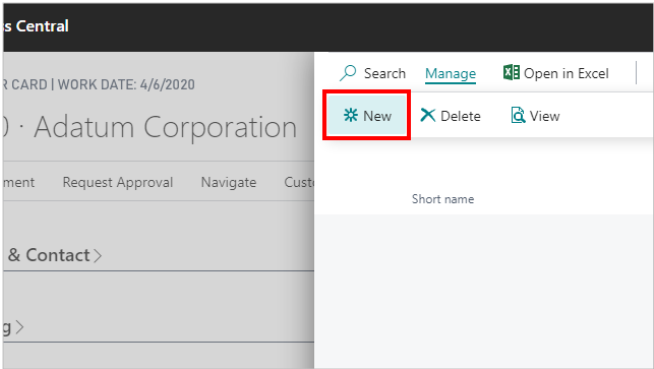 s Central
Search Manage Open in Excel
R CARD | WORK DATE: 4/6/2020
New Delete View
0 · Adatum Corporation
ment Request Approval Navigate Custo
Short name
& Contact >
g >